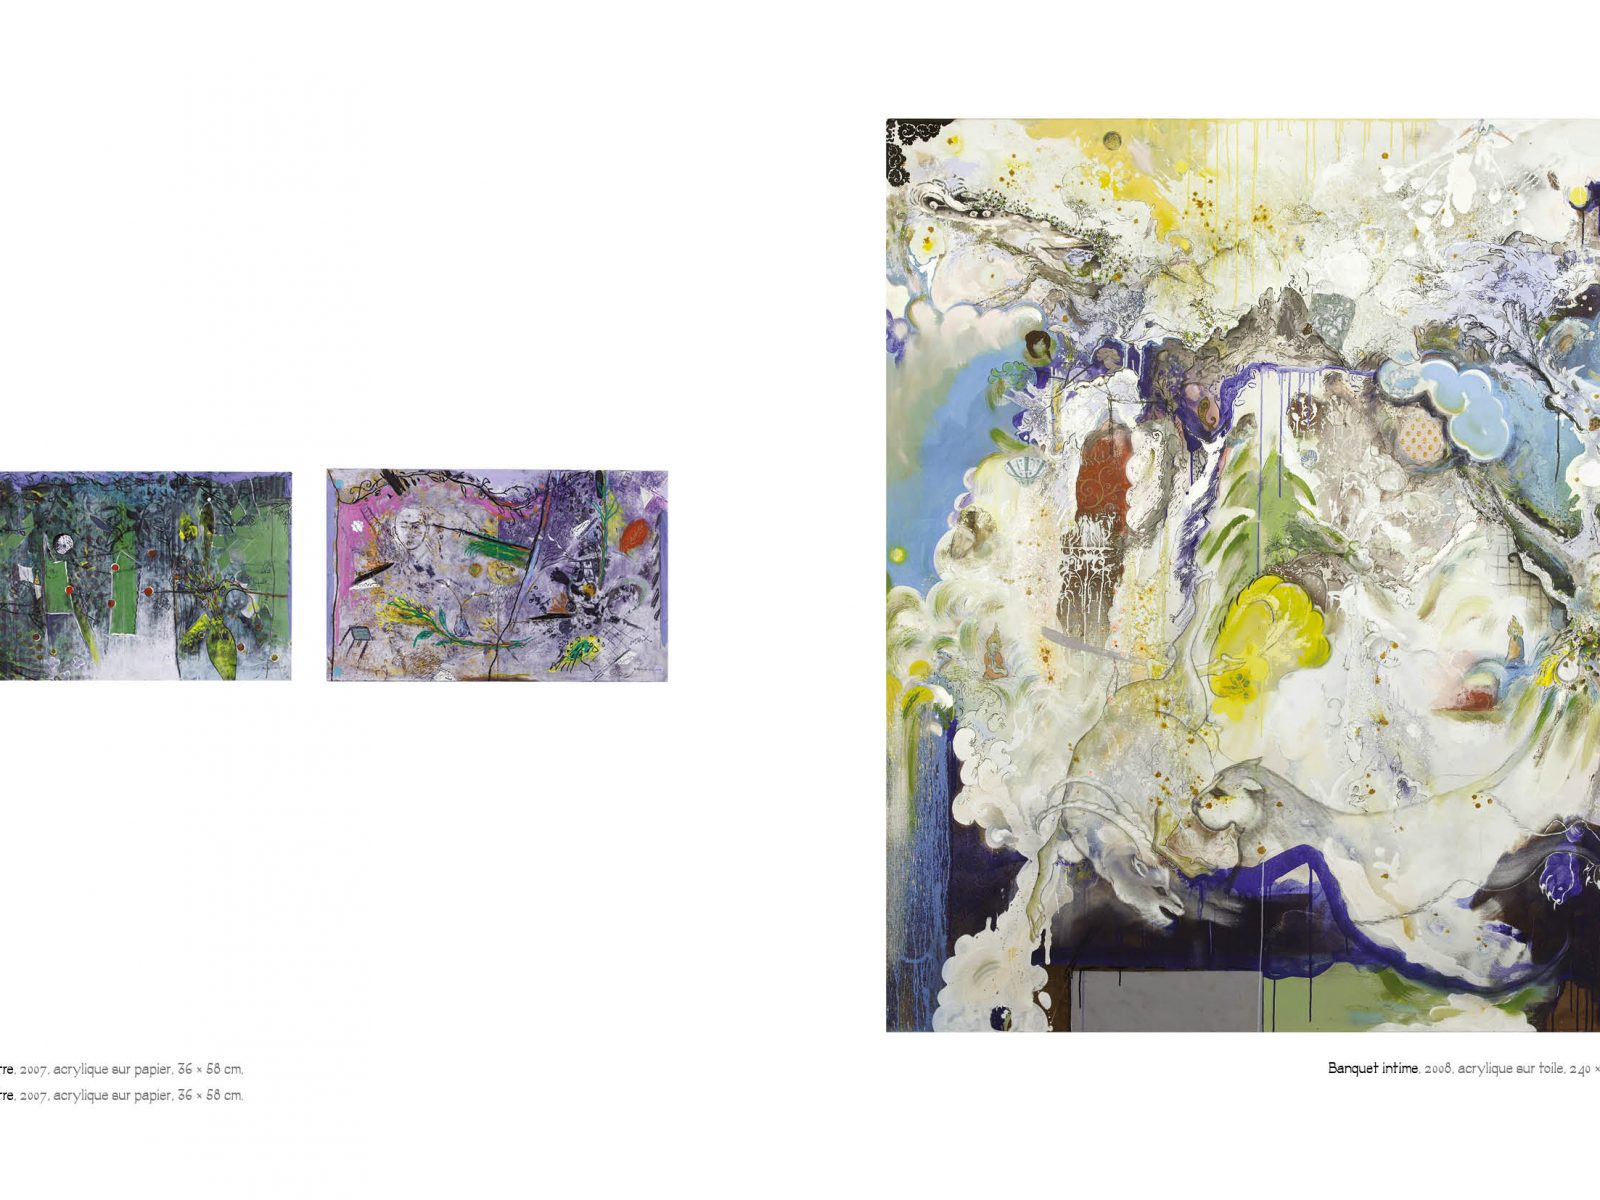 rre, 2007, acrylique sur papier, 36 × 58 cm.
rre, 2007, acrylique sur papier, 36 × 58 cm.
Banquet intime, 2008, acrylique sur toile, 240 ×